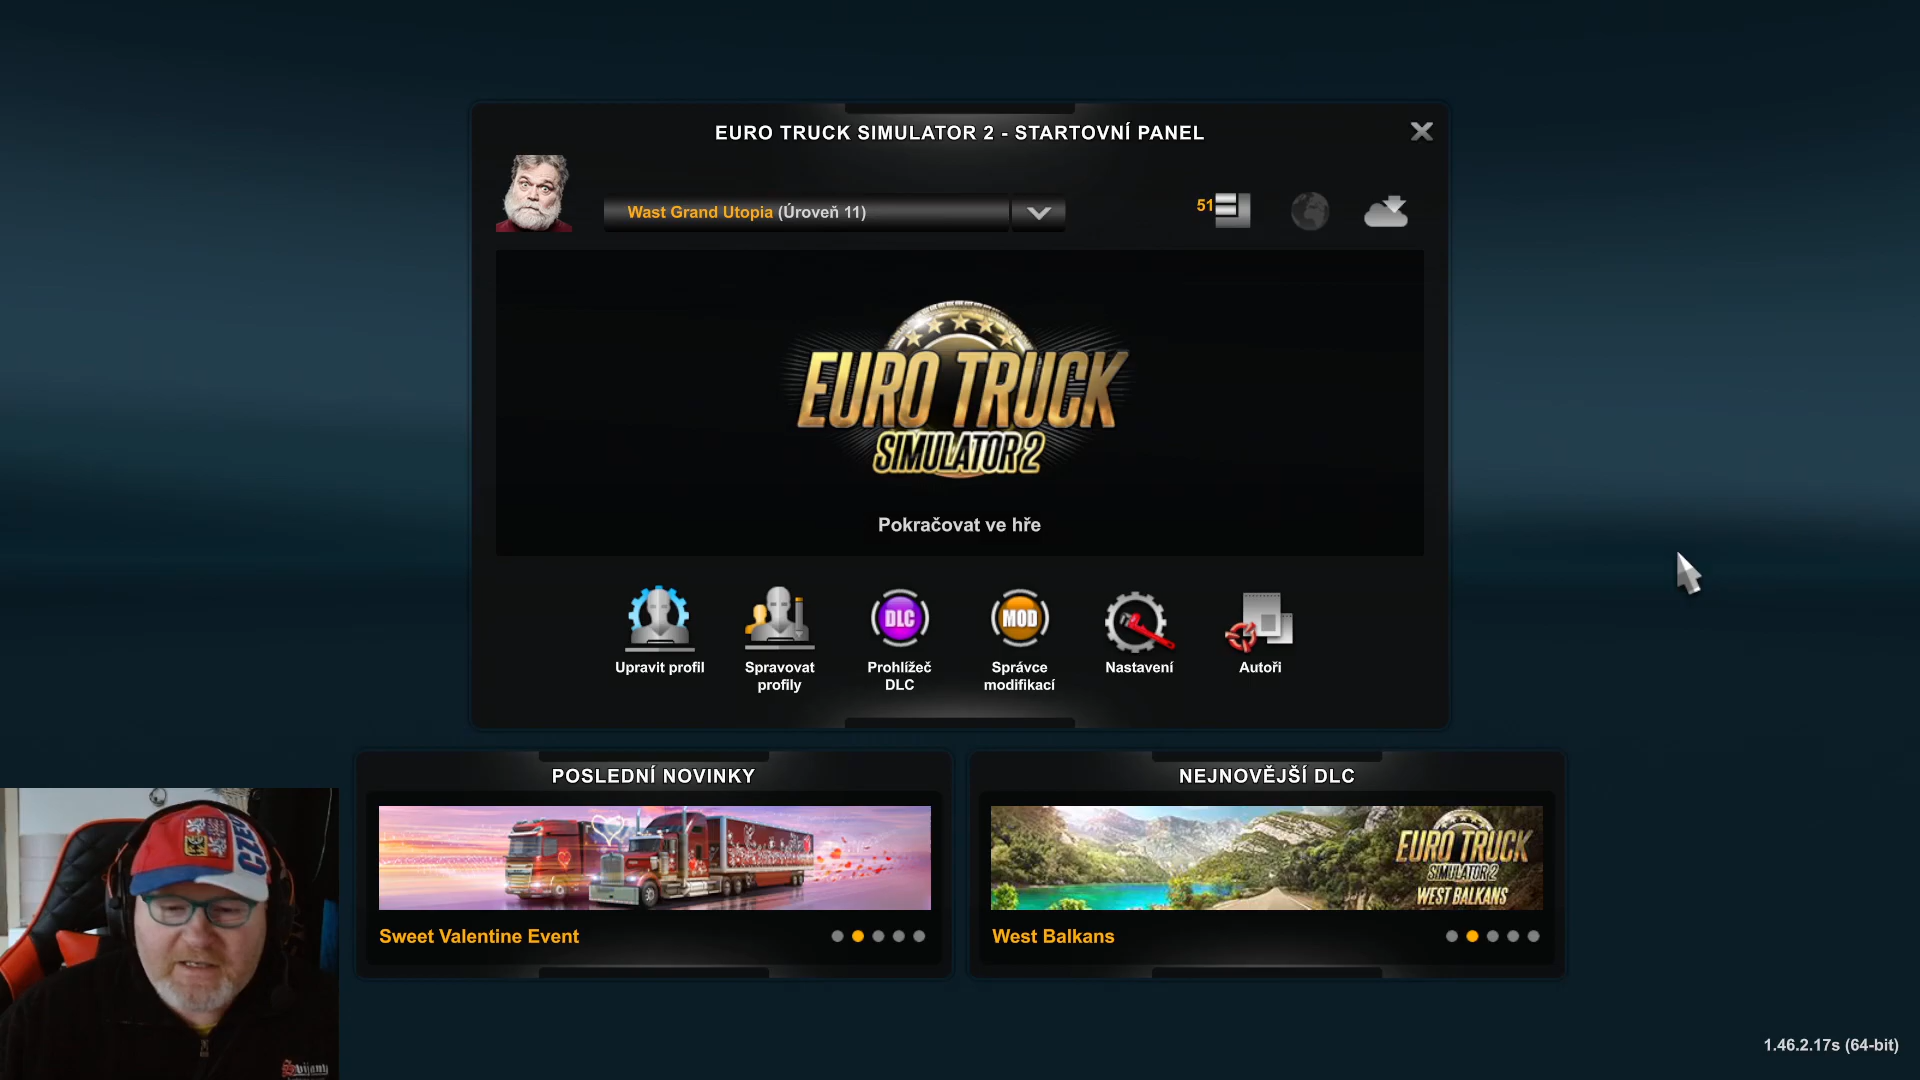 EURO TRUCK SIMULATOR 2 - STARTOVNÍ PANEL
Wast Grand Utopia (Úroveň 11)
51
EURO TRUCK
SIMULATOR 2
Pokračovat ve hře
DLC
MOD
Upravit profil
Spravovat
profily
Prohlížeč
DLC
Správce
modifikací
Nastavení
Autoři
POSLEDNÍ NOVINKY
Sweet Valentine Event
NEJNOVĚJŠÍ DLC
EURO TRUCK
SIMULATOR 2
WEST BALKANS
West Balkans
Svijany
1.46.2.17s (64-bit)